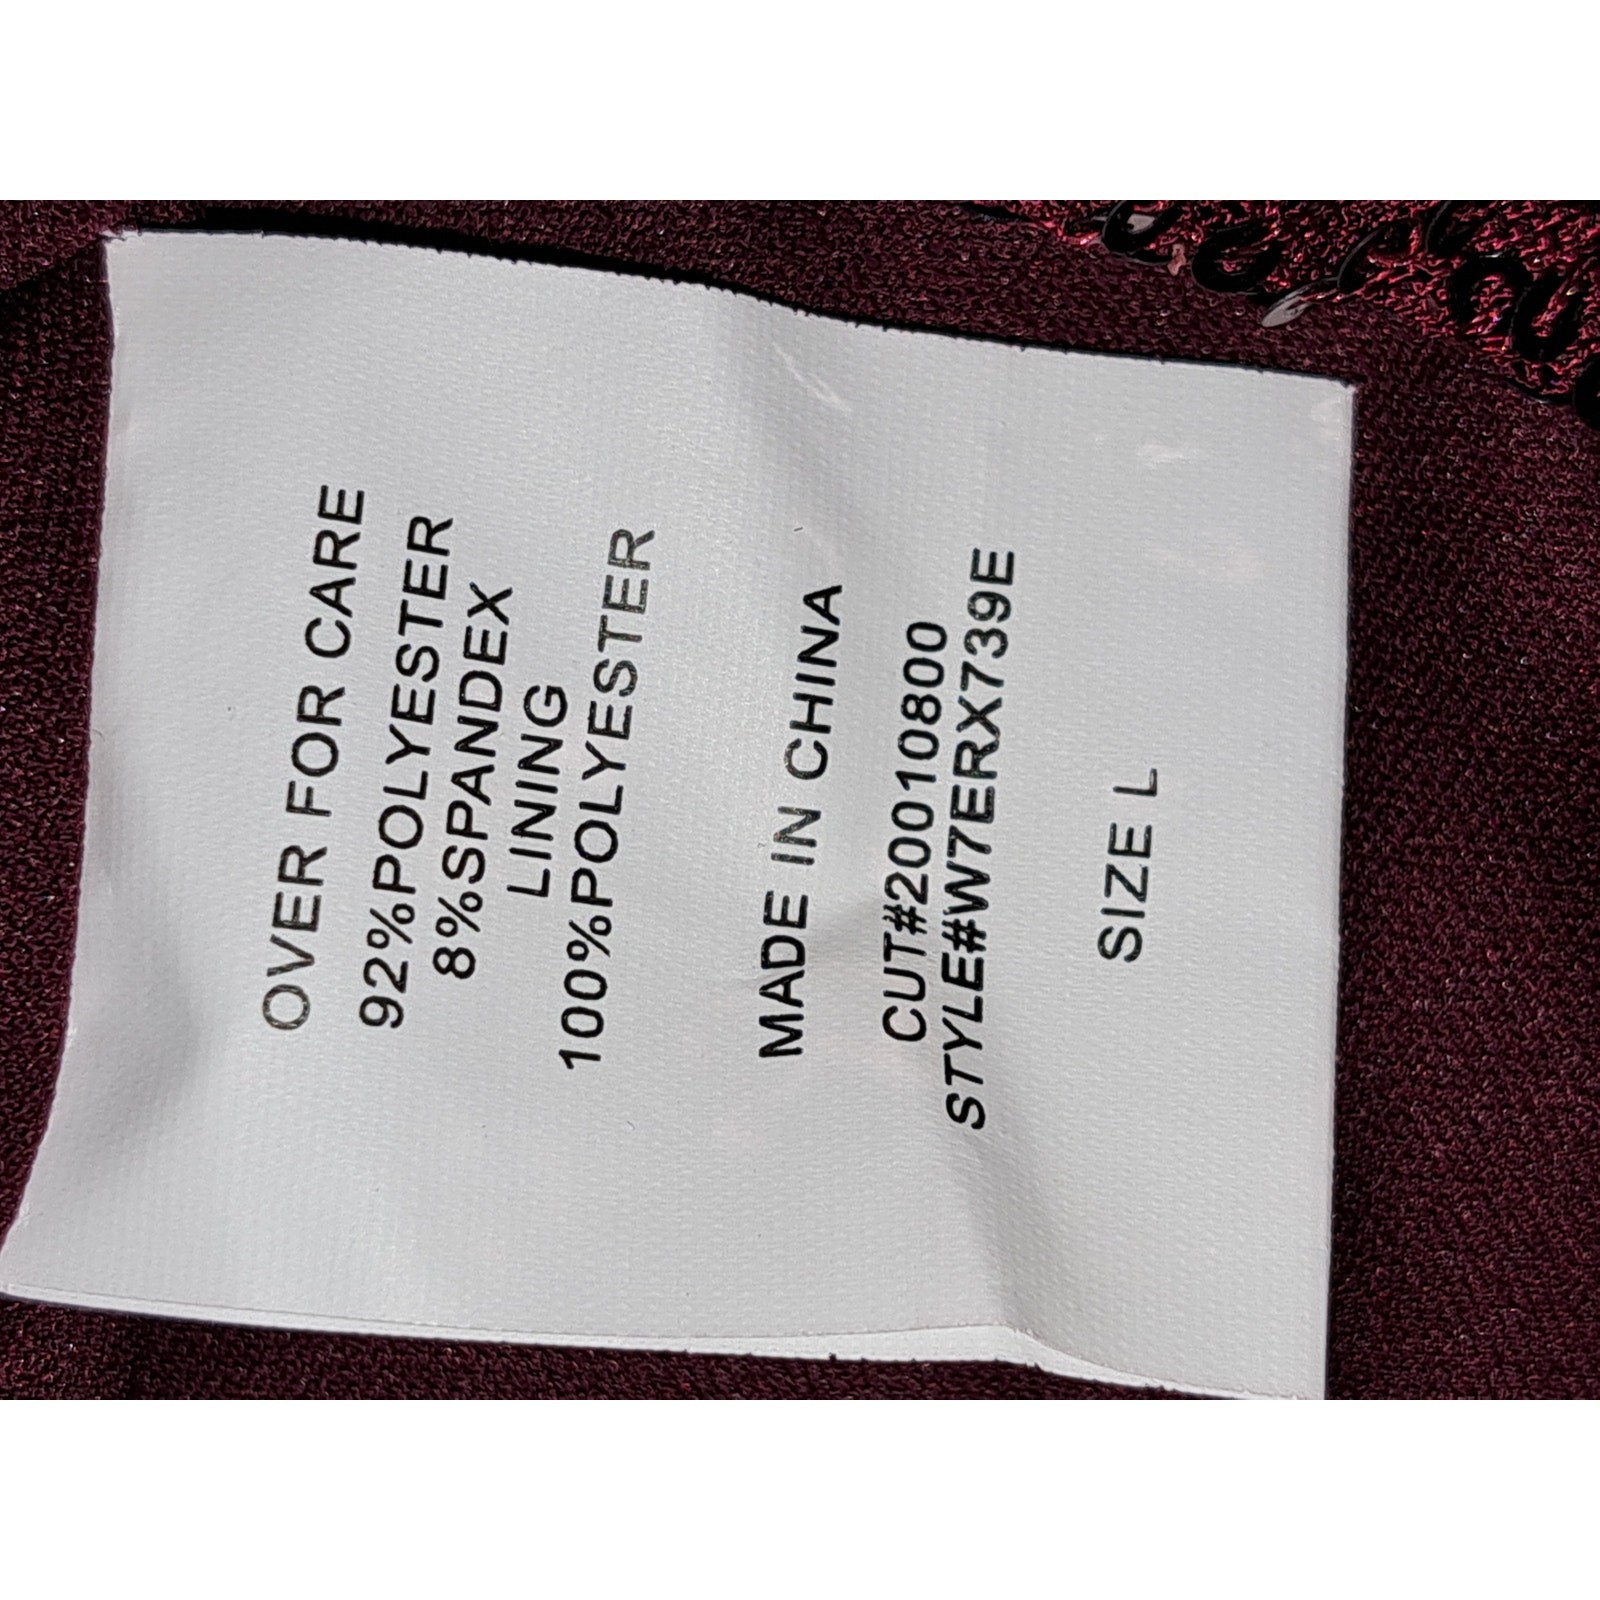 OVER FOR CARE
92%POLYESTER
8%SPANDEX
LINING
100%POLYESTER
MADE IN CHINA
CUT#20010800
STYLE#W7ERX739E
SIZE L